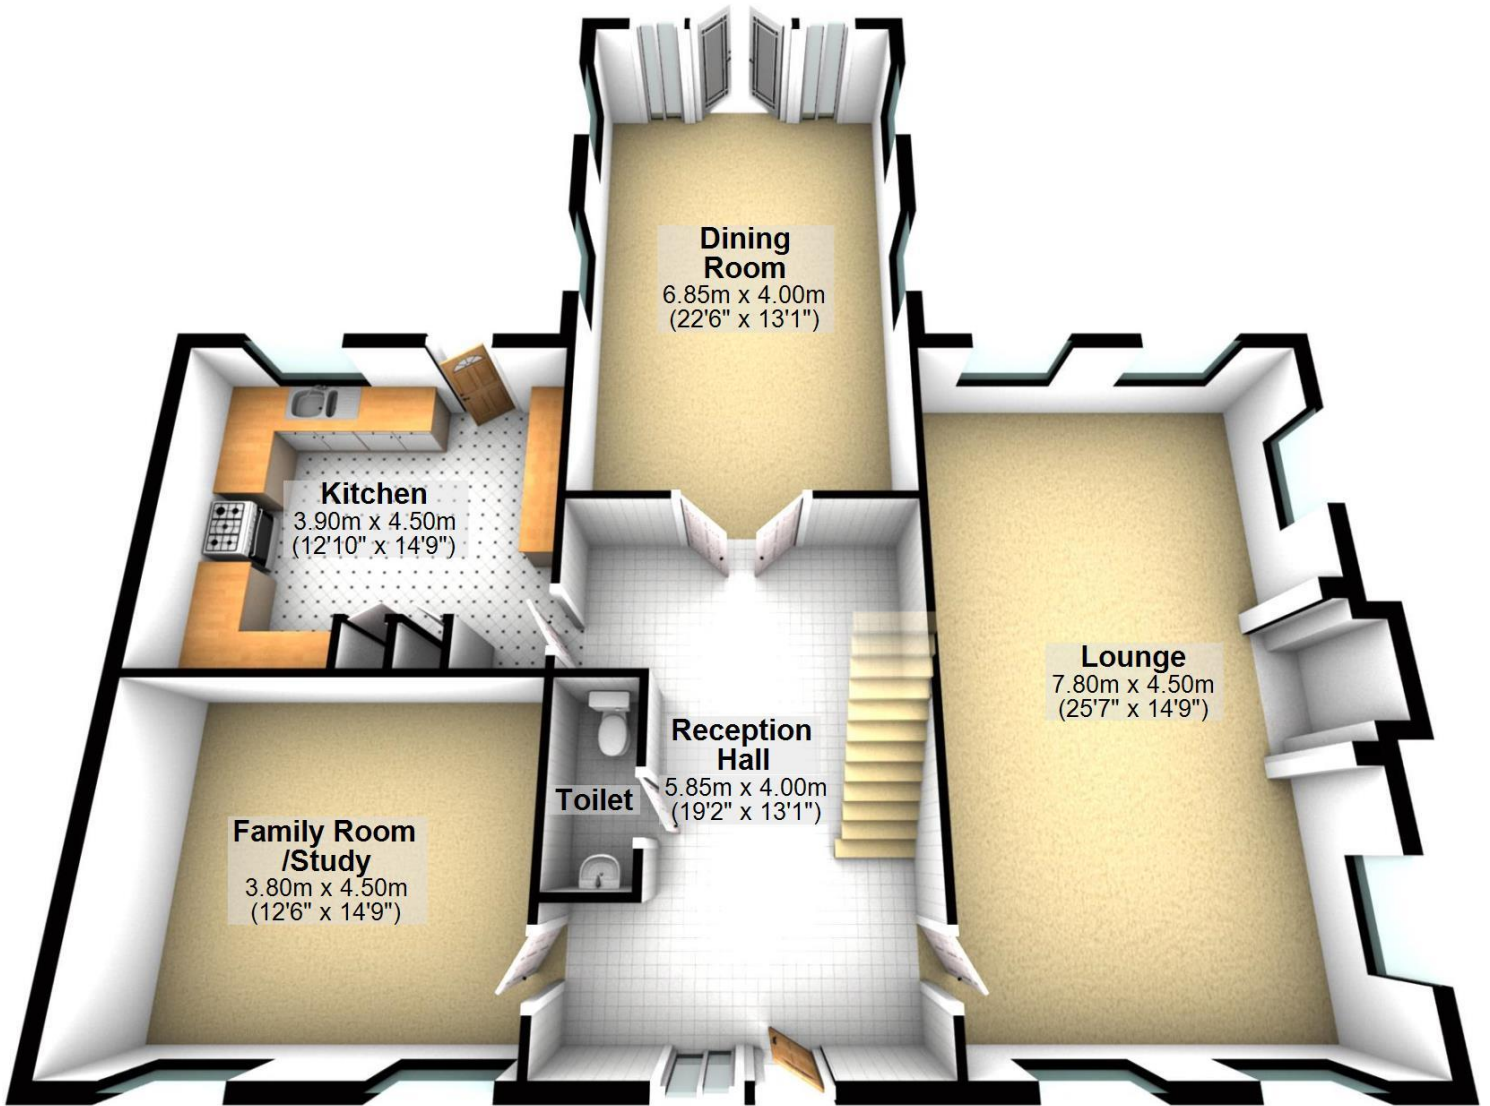 Dining
Room
6.85m x 4.00m
(22'6" x 13'1")
Kitchen
3.90m x 4.50m
(12'10" x 14'9")
Lounge
7.80m x 4.50m
(25'7" x 14'9")
Reception
Hall
5.85m x 4.00m
(19'2" x 13'1")
Toilet
Family Room
/Study
3.80m x 4.50m
(12'6" x 14'9")